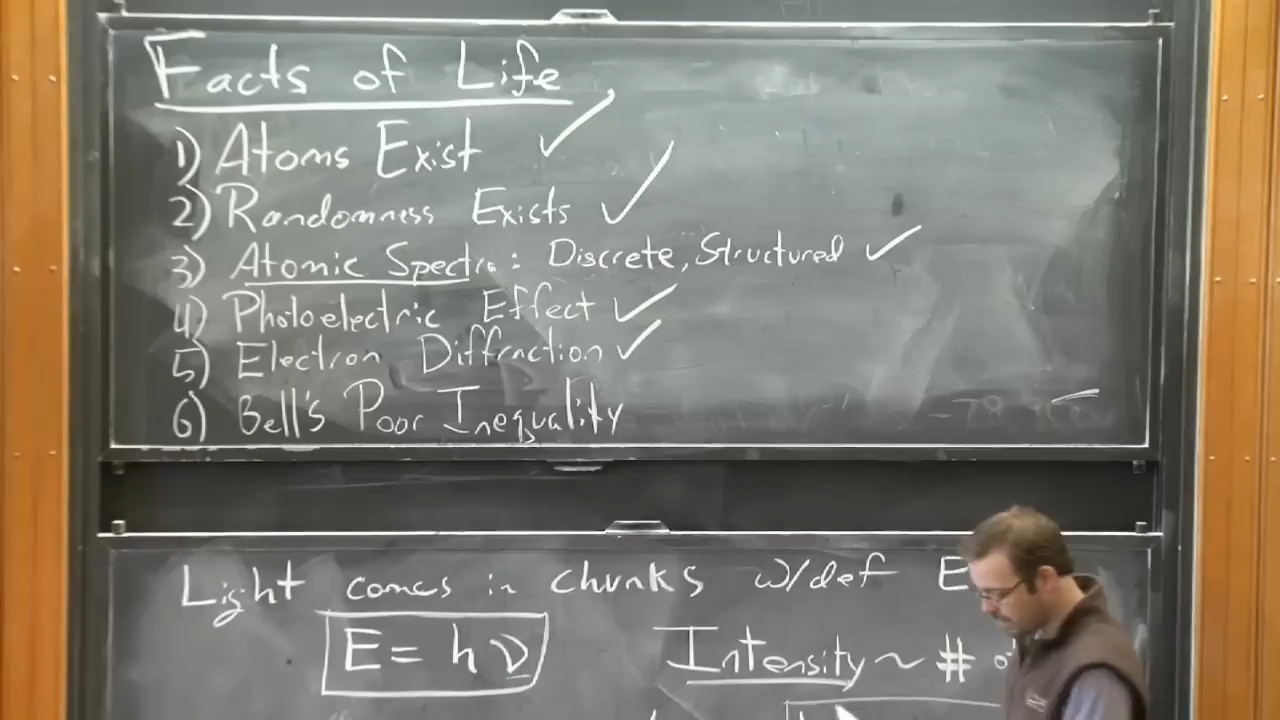 Facts of Life
1) Atoms Exist ✓
2) Randomness Exists ✓
3) Atomic Spectra: Discrete, Structured ✓
4) Photoelectric Effect ✓
5) Electron Diffraction ✓
6) Bell's Poor Inequality
Light comes in chunks w/def E
E = hν
Intensity ~ #